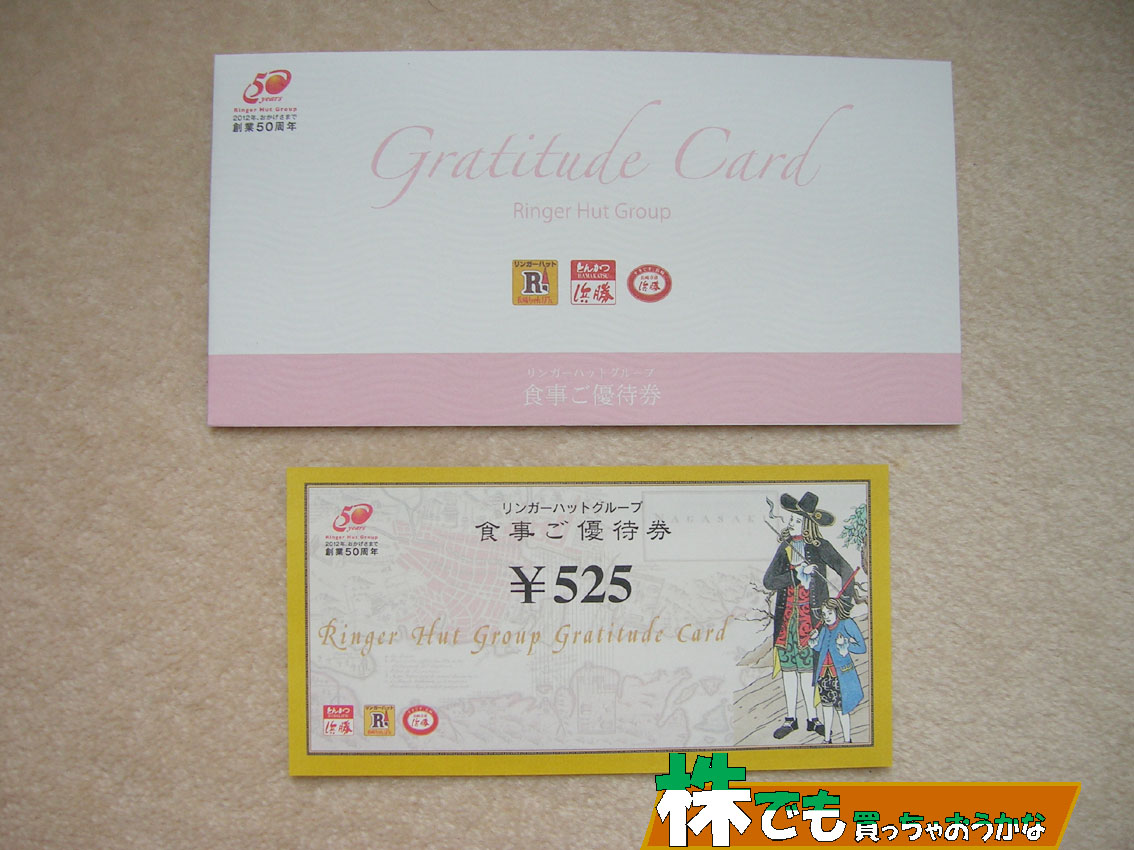 50
years
Ringer Hut Group
2012年、おかげさまで
創業50周年
Gratitude Card
Ringer Hut Group
リンガーハット
R
とんかつ
HAMAKATSU
浜勝
浜勝
リンガーハットグループ
食事ご優待券
50
years
Ringer Hut Group
2012年、おかげさまで
創業50周年
リンガーハットグループ
食事ご優待券
NAGASAKI
¥525
Ringer Hut Group Gratitude Card
とんかつ
浜勝
リンガーハット
R
浜勝
株でも買っちゃおうかな